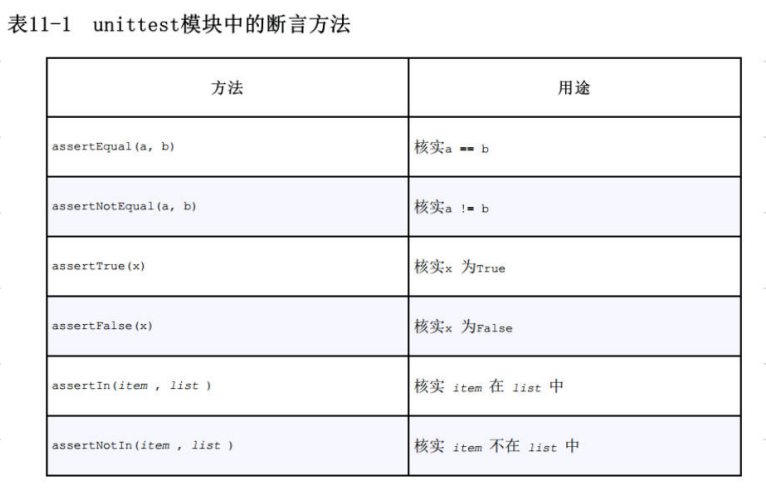 表11-1 unittest模块中的断言方法
方法 用途
assertEqual(a, b) 核实a == b
assertNotEqual(a, b) 核实a != b
assertTrue(x) 核实x 为True
assertFalse(x) 核实x 为False
assertIn(item , list ) 核实 item 在 list 中
assertNotIn(item , list ) 核实 item 不在 list 中